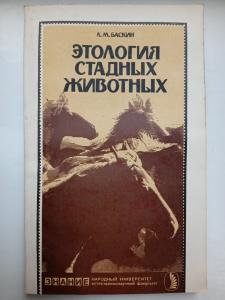 Л. М. БАСКИН
ЭТОЛОГИЯ
СТАДНЫХ
ЖИВОТНЫХ
ЗНАНИЕ
НАРОДНЫЙ УНИВЕРСИТЕТ
естественнонаучный факультет